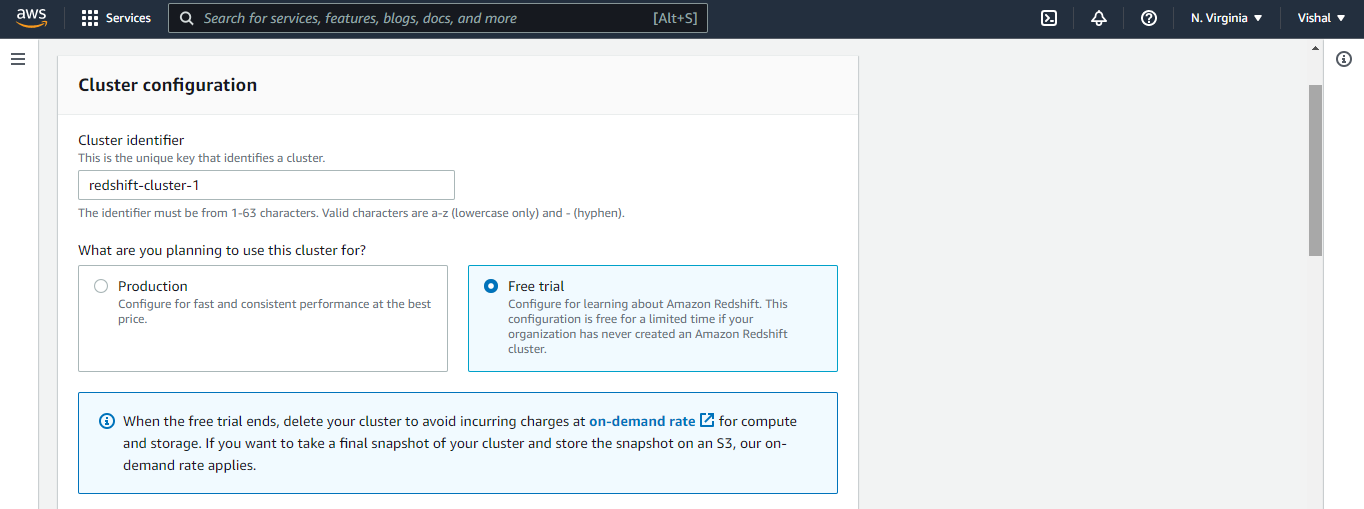 aws Services Search for services, features, blogs, docs, and more [Alt+S] N. Virginia Vishal
Cluster configuration
Cluster identifier
This is the unique key that identifies a cluster.
redshift-cluster-1
The identifier must be from 1-63 characters. Valid characters are a-z (lowercase only) and - (hyphen).
What are you planning to use this cluster for?
Production
Configure for fast and consistent performance at the best
price.
Free trial
Configure for learning about Amazon Redshift. This
configuration is free for a limited time if your
organization has never created an Amazon Redshift
cluster.
When the free trial ends, delete your cluster to avoid incurring charges at on-demand rate for compute
and storage. If you want to take a final snapshot of your cluster and store the snapshot on an S3, our on-
demand rate applies.